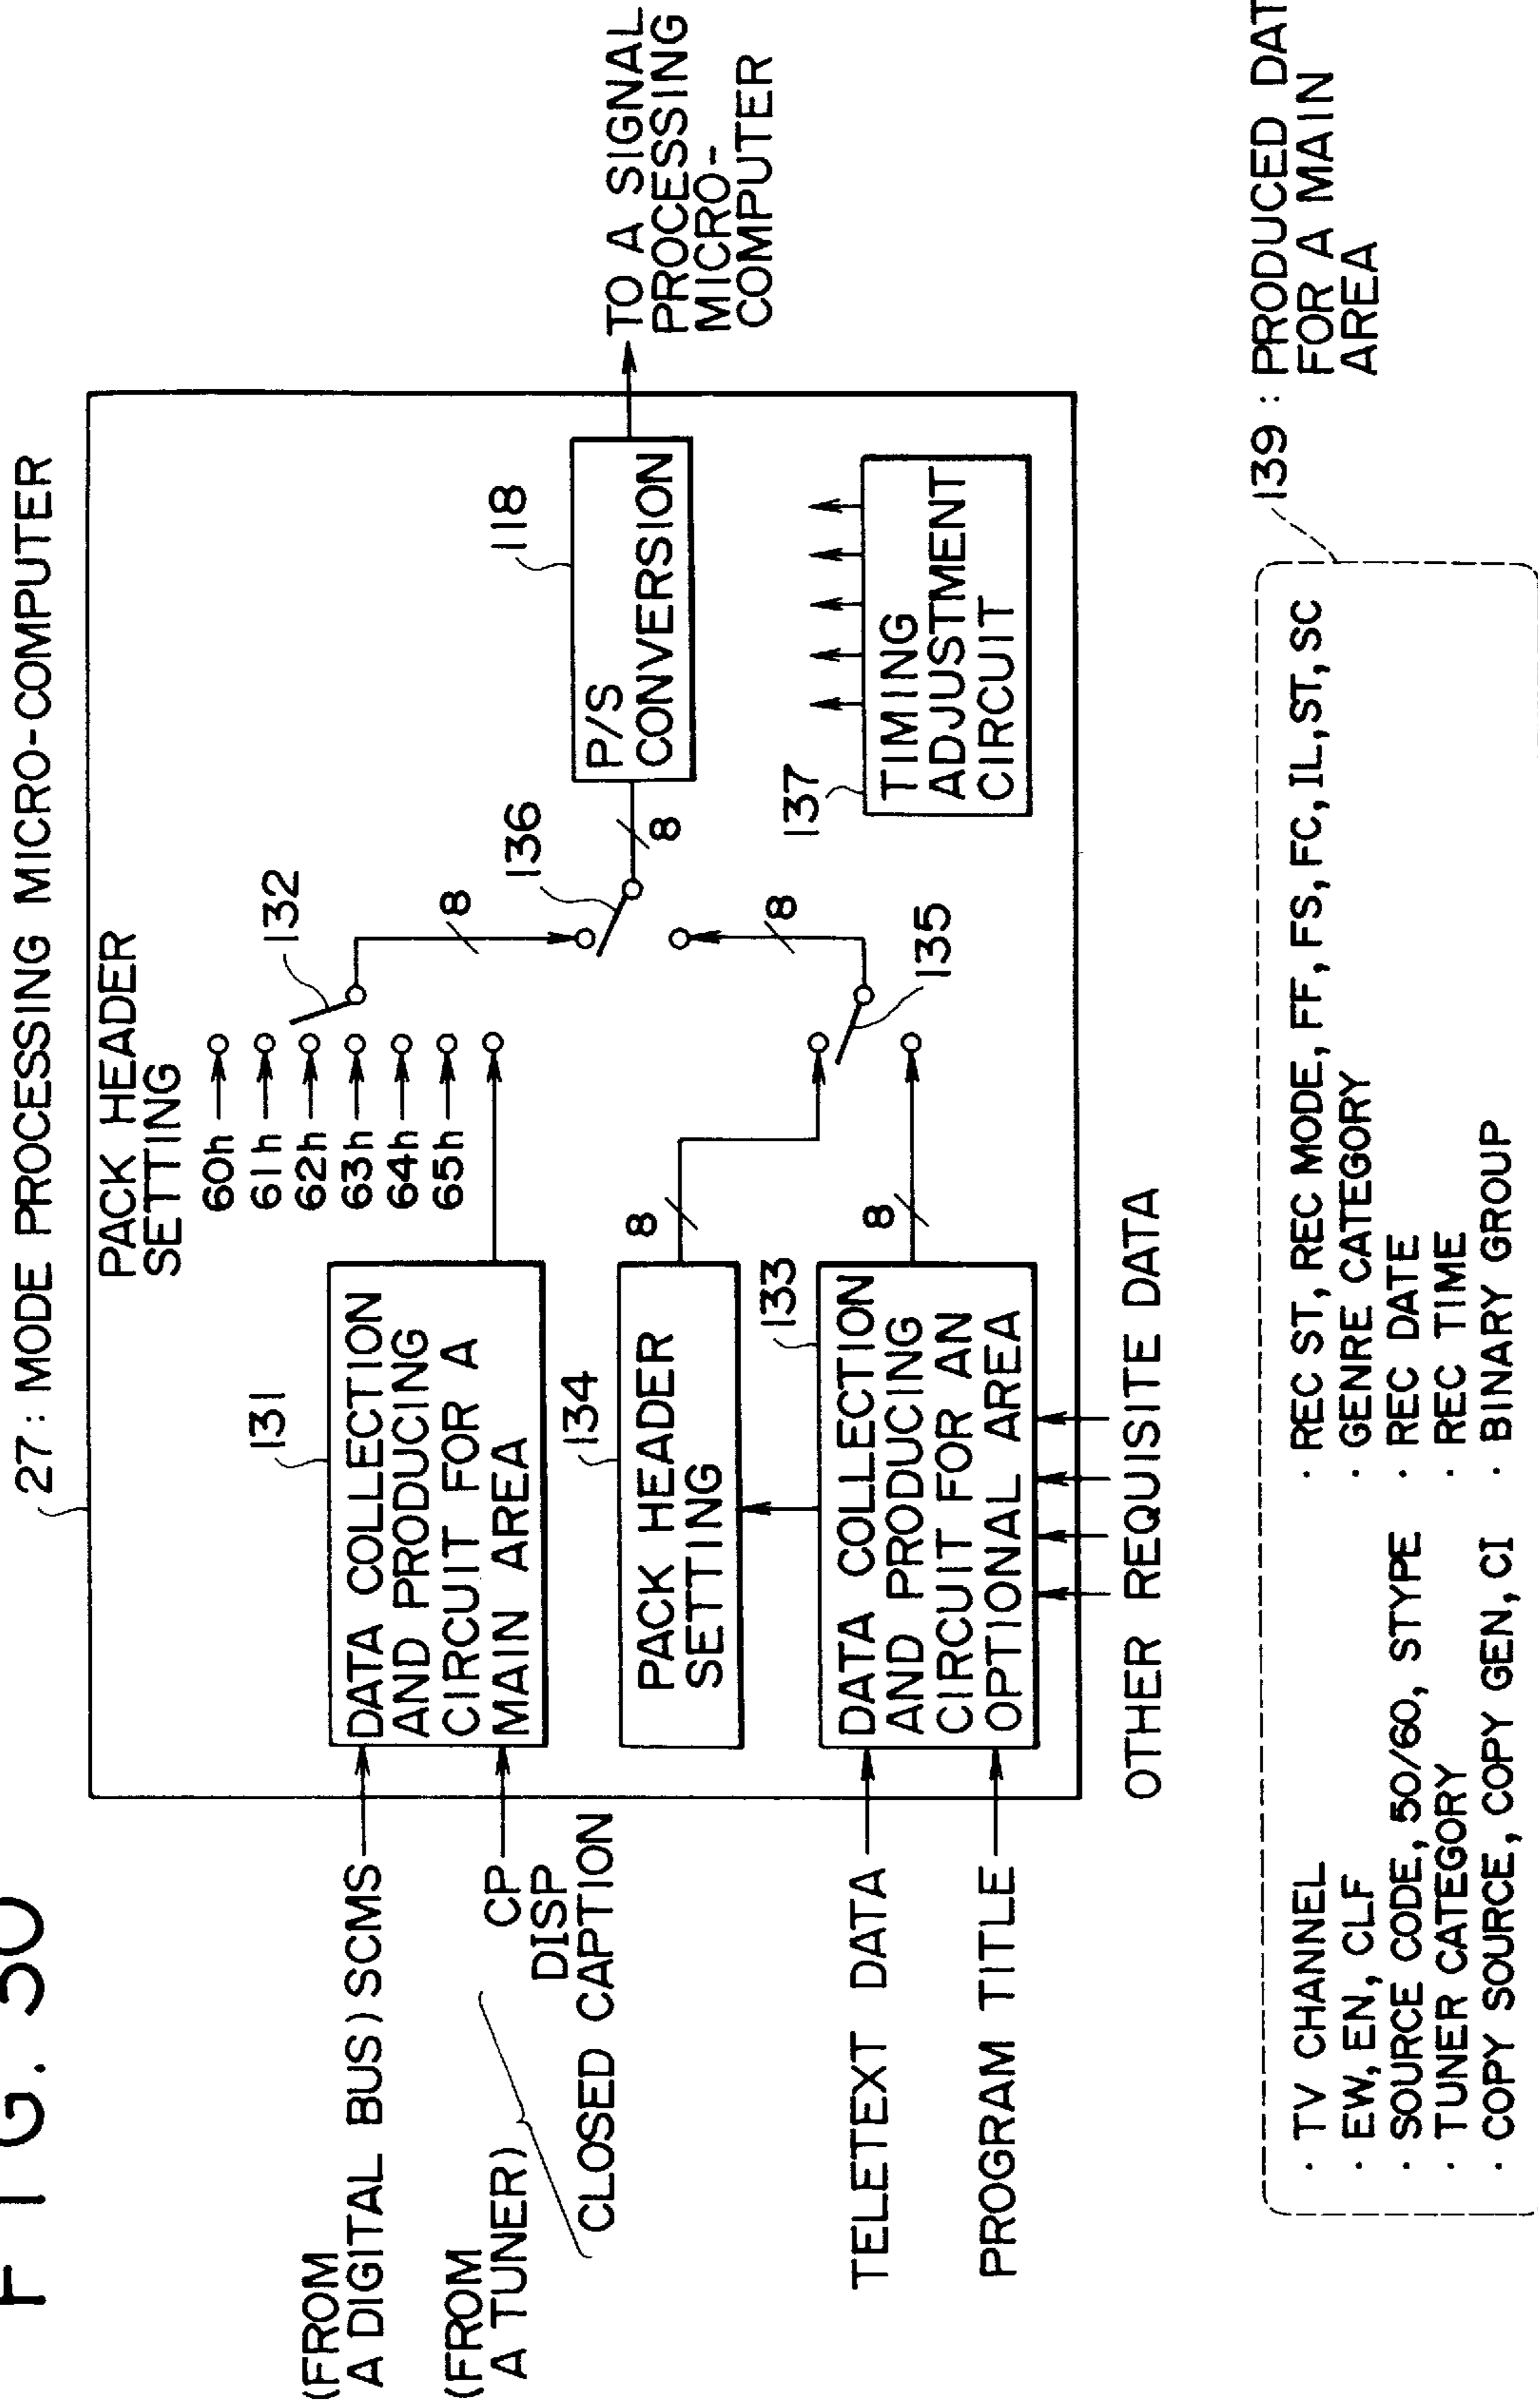 FIG. 30
27 : MODE PROCESSING MICRO-COMPUTER
PACK HEADER
SETTING
60h
61h
62h
63h
64h
65h
132
131
DATA COLLECTION
AND PRODUCING
CIRCUIT FOR A
MAIN AREA
(FROM
A DIGITAL BUS) SCMS
(FROM
A TUNER)
CP
DISP
CLOSED CAPTION
CLOSED CAPTION
8
136
8
118
P/S
CONVERSION
TO A SIGNAL
PROCESSING
MICRO-
COMPUTER
134
PACK HEADER
SETTING
8
8
135
133
DATA COLLECTION
AND PRODUCING
CIRCUIT FOR AN
OPTIONAL AREA
8
TELETEXT DATA
PROGRAM TITLE
OTHER REQUISITE DATA
137
TIMING
ADJUSTMENT
CIRCUIT
139 : PRODUCED DAT
FOR A MAIN
AREA
· TV CHANNEL
· EW, EN, CLF
· SOURCE CODE, 50/60, STYPE
· TUNER CATEGORY
· COPY SOURCE, COPY GEN, CI
· REC ST, REC MODE, FF, FS, FC, IL, ST, SC
· GENRE CATEGORY
· REC DATE
· REC TIME
· BINARY GROUP